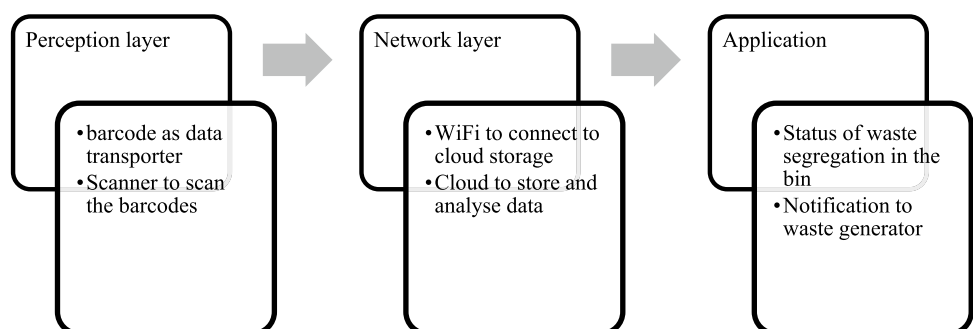 Perception layer
•barcode as data
transporter
•Scanner to scan
the barcodes
Network layer
•WiFi to connect to
cloud storage
•Cloud to store and
analyse data
Application
•Status of waste
segregation in the
bin
•Notification to
waste generator